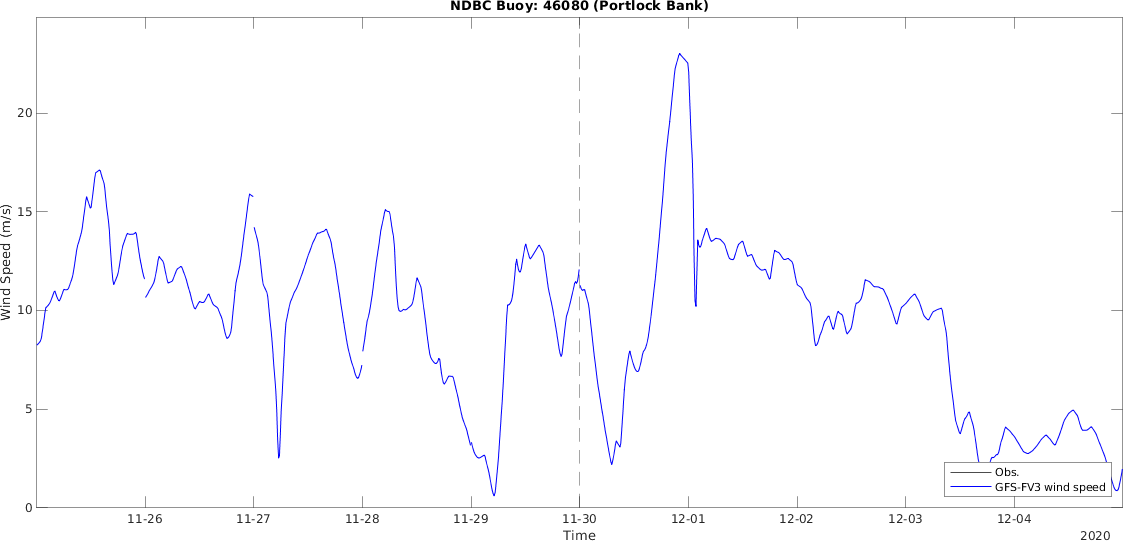 NDBC Buoy: 46080 (Portlock Bank)
Wind Speed (m/s)
20
15
10
5
0
11-26 11-27 11-28 11-29 11-30 12-01 12-02 12-03 12-04
Time
2020
Obs.
GFS-FV3 wind speed